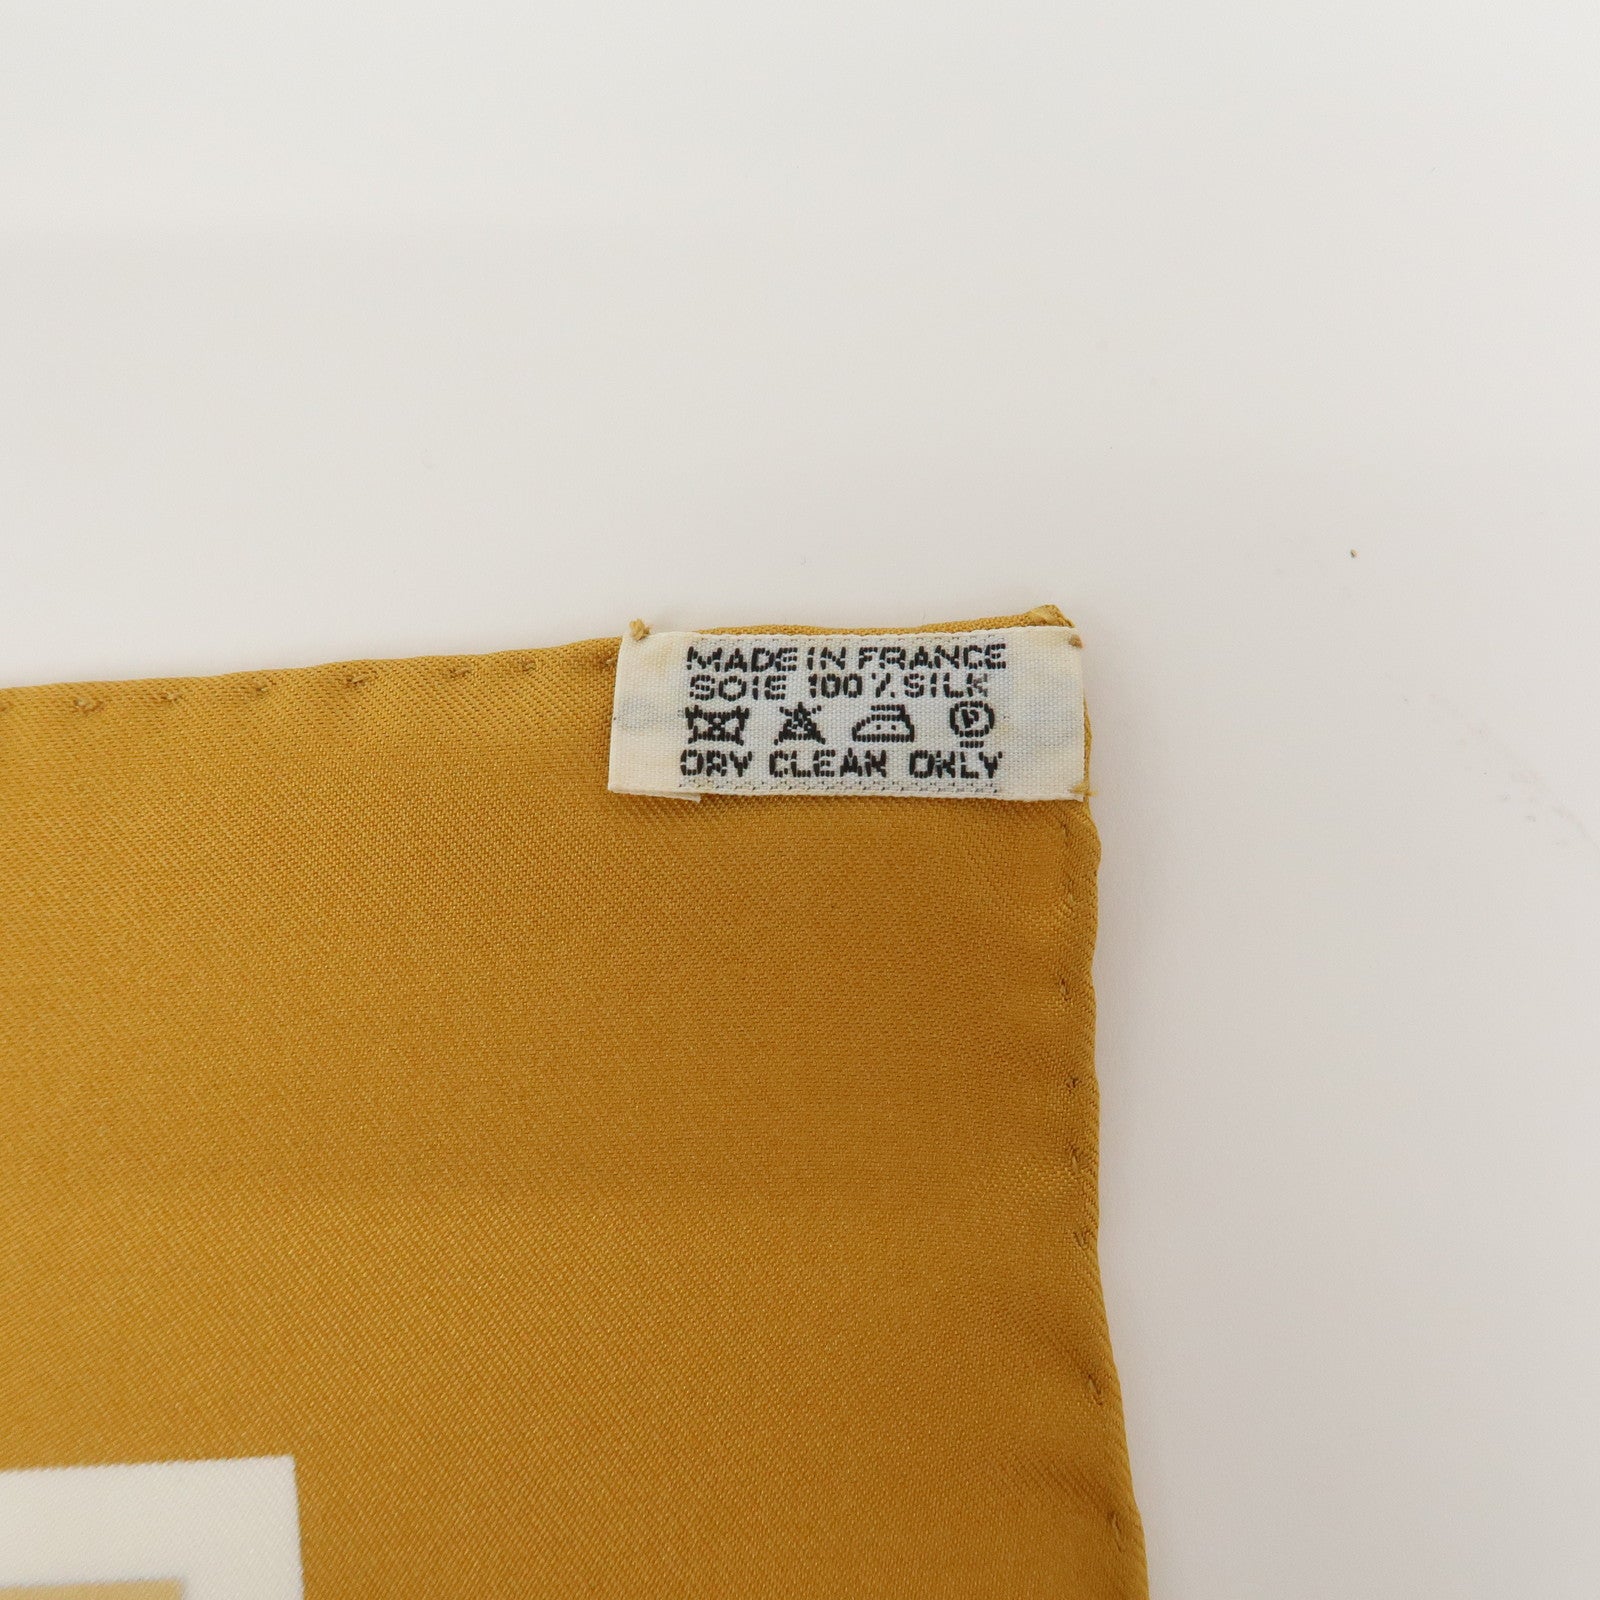 MADE IN FRANCE
SOIE 100% SILK
P
DRY CLEAN ONLY